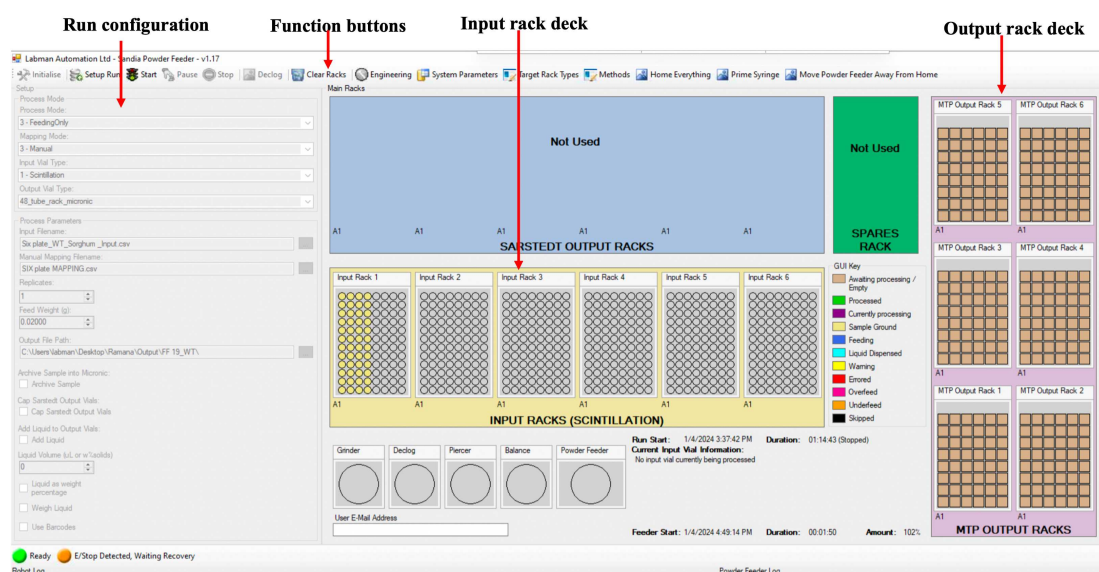 Run configuration
Function buttons
Input rack deck
Output rack deck
Labman Automation Ltd - Sandia Powder Feeder - v1.17
Initialise Setup Run Start Pause Stop Declog Clear Racks Engineering System Parameters Target Rack Types Methods Home Everything Prime Syringe Move Powder Feeder Away From Home
Setup
Process Mode
Process Mode:
3 - FeedingOnly
Mapping Mode:
3 - Manual
Input Vial Type:
1 - Scintillation
Output Vial Type:
48_tube_rack_micronic
Process Parameters
Input Filename:
Six plate_WT_Sorghum _Input.csv
Manual Mapping Filename:
SIX plate MAPPING.csv
Replicates:
1
Feed Weight (g):
0.02000
Output File Path:
C:\Users\labman\Desktop\Ramana\Output\FF 19_WT\
Archive Sample into Micronic:
Archive Sample
Cap Sarstedt Output Vials:
Cap Sarstedt Output Vials
Add Liquid to Output Vials:
Add Liquid
Liquid Volume (uL or w'\solids)
0
Liquid as weight
percentage
Weigh Liquid
Use Barcodes
Main Racks
Not Used
A1 A1 A1 A1 A1 A1
SARSTEDT OUTPUT RACKS
Not Used
SPARES
RACK
Input Rack 1 Input Rack 2 Input Rack 3 Input Rack 4 Input Rack 5 Input Rack 6
A1 A1 A1 A1 A1 A1
INPUT RACKS (SCINTILLATION)
GUI Key
Awaiting processing /
Empty
Processed
Currently processing
Sample Ground
Feeding
Liquid Dispensed
Warning
Errored
Overfeed
Underfeed
Skipped
MTP Output Rack 5 MTP Output Rack 6
A1 A1
MTP Output Rack 3 MTP Output Rack 4
A1 A1
MTP Output Rack 1 MTP Output Rack 2
A1 A1
MTP OUTPUT RACKS
Grinder Declog Piercer Balance Powder Feeder
User E-Mail Address
Run Start: 1/4/2024 3:37:42 PM Duration: 01:14:43 (Stopped)
Current Input Vial Information:
No input vial currently being processed
Feeder Start: 1/4/2024 4:49:14 PM Duration: 00:01:50 Amount: 102%
Ready E/Stop Detected, Waiting Recovery
Robot Log
Powder Feeder Log